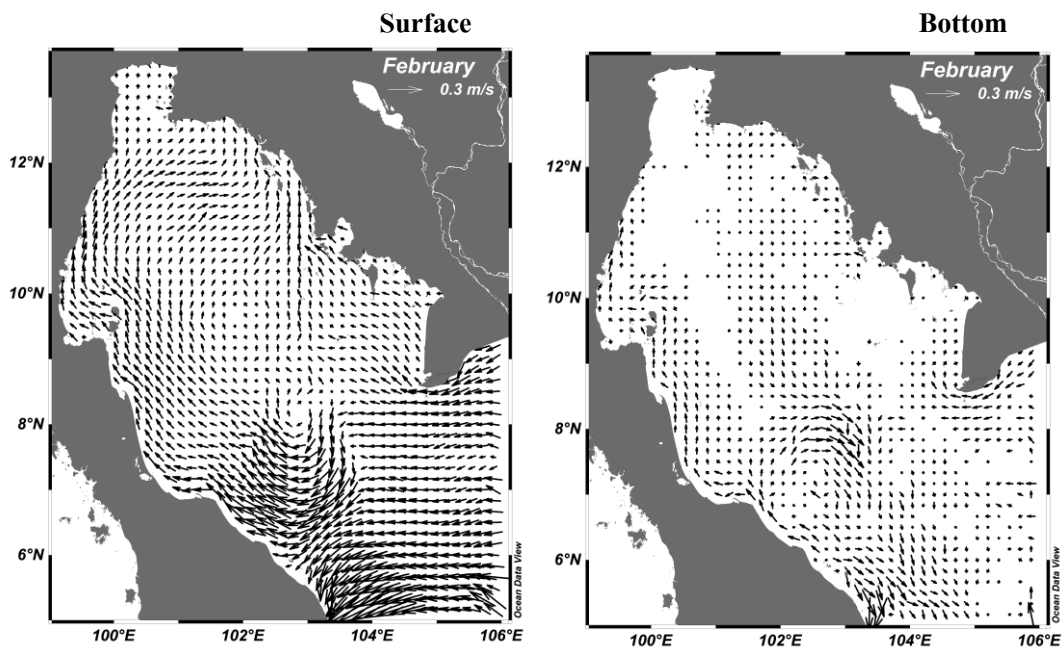 Surface
Bottom
February
0.3 m/s
February
0.3 m/s
12°N
10°N
8°N
6°N
12°N
10°N
8°N
6°N
Ocean Data View
Ocean Data View
100°E 102°E 104°E 106°E
100°E 102°E 104°E 106°E